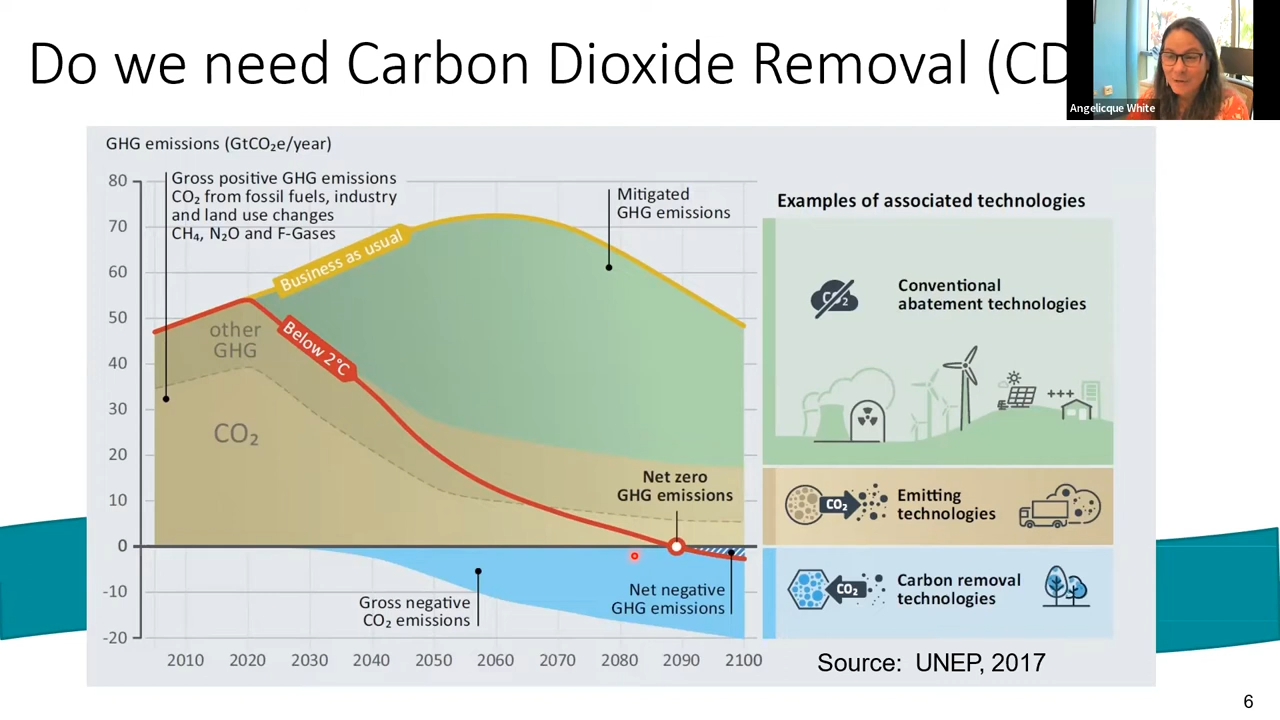 Do we need Carbon Dioxide Removal (CD
Angelicque White
GHG emissions (GtCO₂e/year)
80
70
60
50
40
30
20
10
0
-10
-20
Gross positive GHG emissions
CO₂ from fossil fuels, industry
and land use changes
CH₄, N₂O and F-Gases
Business as usual
Below 2°C
other
GHG
CO₂
Mitigated
GHG emissions
Net zero
GHG emissions
Gross negative
CO₂ emissions
Net negative
GHG emissions
2010 2020 2030 2040 2050 2060 2070 2080 2090 2100
Examples of associated technologies
CO₂
Conventional
abatement technologies
CO₂
Emitting
technologies
CO₂
Carbon removal
technologies
Source: UNEP, 2017
6